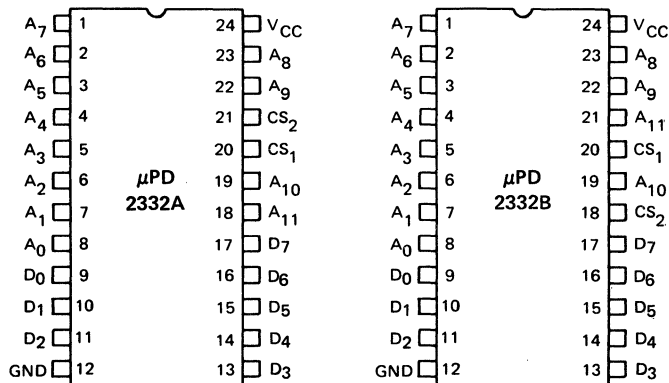 A7 1 24 VCC A7 1 24 VCC
A6 2 23 A8 A6 2 23 A8
A5 3 22 A9 A5 3 22 A9
A4 4 21 CS2 A4 4 21 A11
A3 5 20 CS1 A3 5 20 CS1
A2 6 μPD 19 A10 A2 6 μPD 19 A10
A1 7 2332A 18 A11 A1 7 2332B 18 CS2
A0 8 17 D7 A0 8 17 D7
D0 9 16 D6 D0 9 16 D6
D1 10 15 D5 D1 10 15 D5
D2 11 14 D4 D2 11 14 D4
GND 12 13 D3 GND 12 13 D3